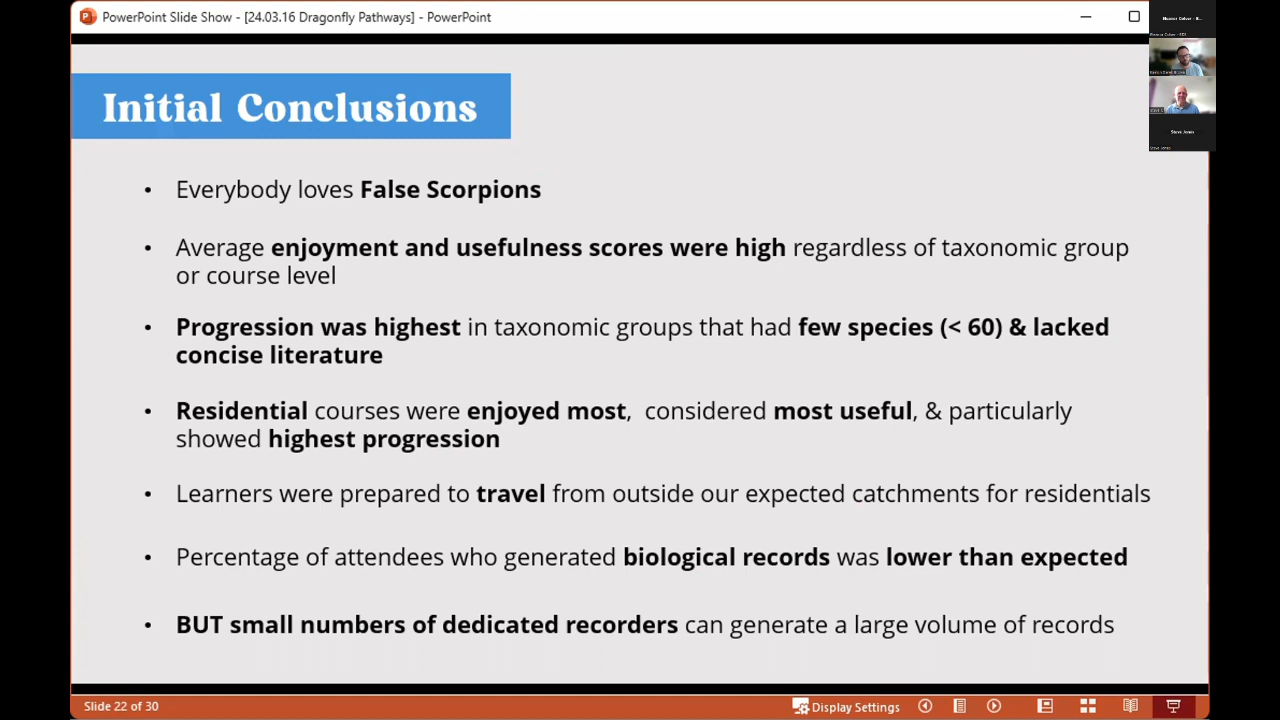 PowerPoint Slide Show - [24.03.16 Dragonfly Pathways] - PowerPoint
Initial Conclusions
• Everybody loves False Scorpions
• Average enjoyment and usefulness scores were high regardless of taxonomic group
or course level
• Progression was highest in taxonomic groups that had few species (< 60) & lacked
concise literature
• Residential courses were enjoyed most, considered most useful, & particularly
showed highest progression
• Learners were prepared to travel from outside our expected catchments for residentials
• Percentage of attendees who generated biological records was lower than expected
• BUT small numbers of dedicated recorders can generate a large volume of records
Steve Jones
Steve Jones
Slide 22 of 30
Display Settings